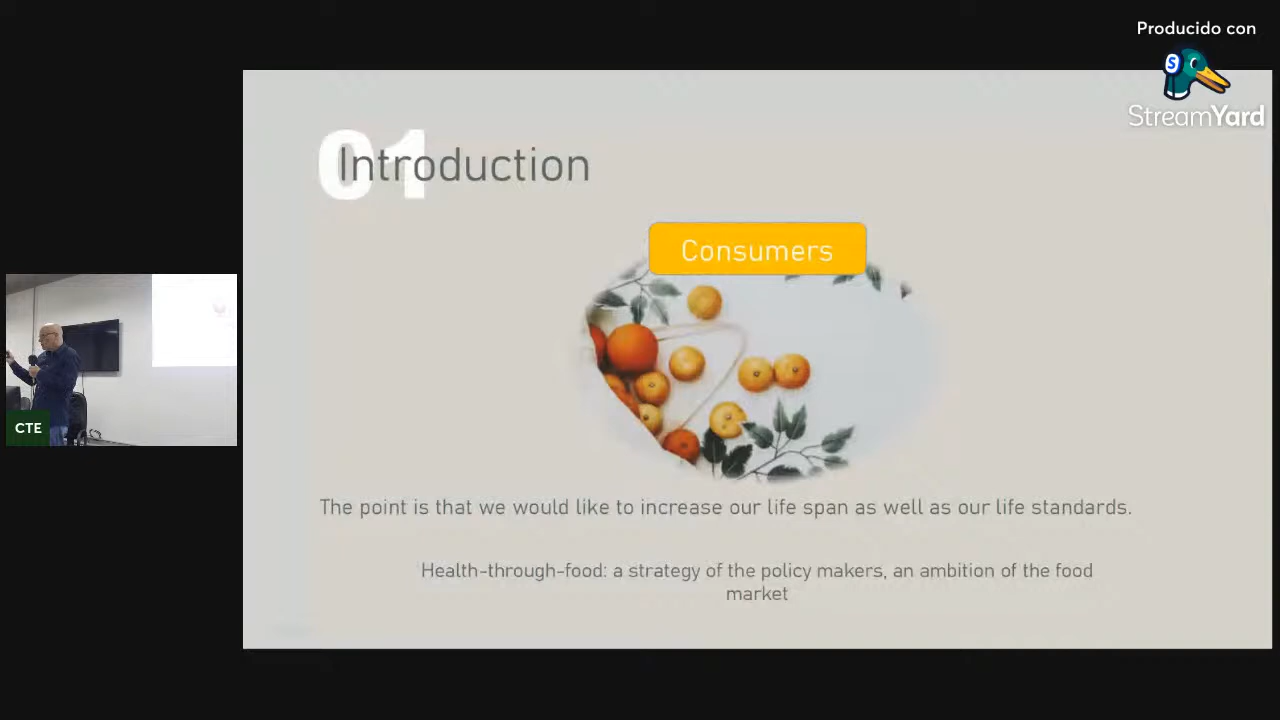 Producido con
S
StreamYard
01
Introduction
Consumers
CTE
The point is that we would like to increase our life span as well as our life standards.
Health-through-food: a strategy of the policy makers, an ambition of the food
market